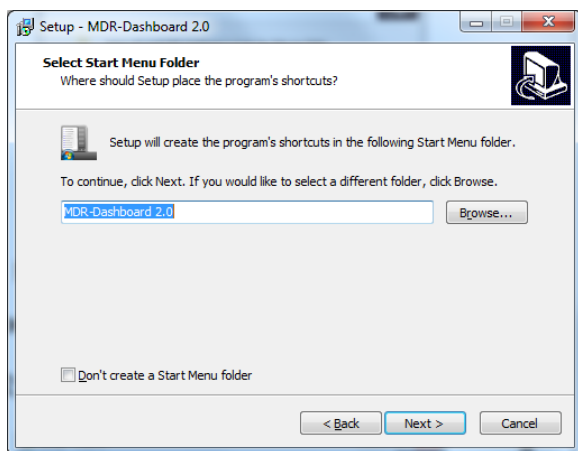 Setup - MDR-Dashboard 2.0
Select Start Menu Folder
Where should Setup place the program's shortcuts?
Setup will create the program's shortcuts in the following Start Menu folder.
To continue, click Next. If you would like to select a different folder, click Browse.
MDR-Dashboard 2.0
Browse...
Don't create a Start Menu folder
< Back
Next >
Cancel